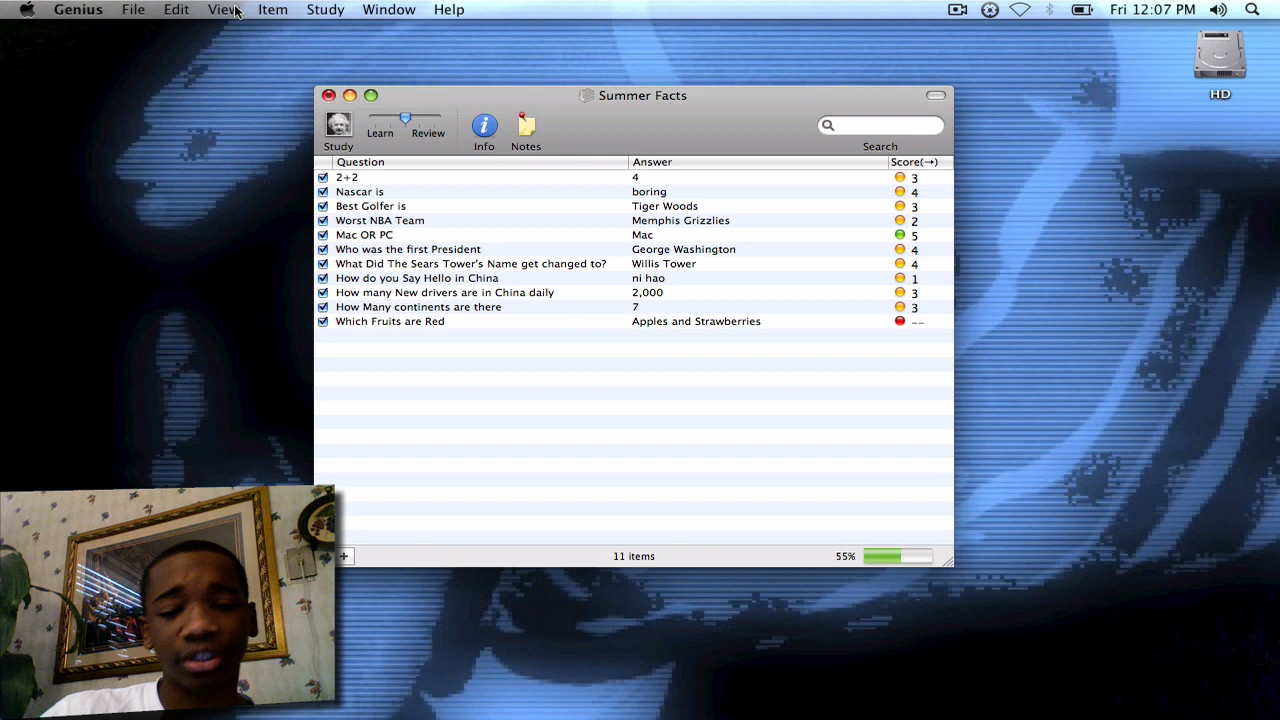 Genius File Edit View Item Study Window Help Fri 12:07 PM
HD
Summer Facts
Learn Review
Study Info Notes Search
Question Answer Score(→)
2+2 4 3
Nascar is boring 4
Best Golfer is Tiger Woods 3
Worst NBA Team Memphis Grizzlies 2
Mac OR PC Mac 5
Who was the first President George Washington 4
What Did The Sears Tower's Name get changed to? Willis Tower 4
How do you Say Hello in China ni hao 1
How many New drivers are in China daily 2,000 3
How Many continents are there 7 3
Which Fruits are Red Apples and Strawberries --
+ 11 items 55%